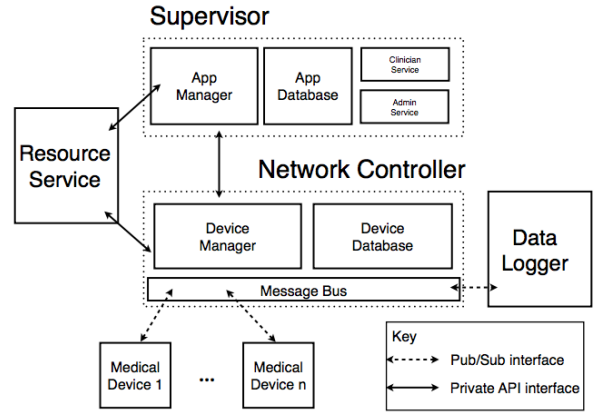 Supervisor
App
Manager
App
Database
Clinician
Service
Admin
Service
Resource
Service
Network Controller
Device
Manager
Device
Database
Message Bus
Data
Logger
Medical
Device 1
...
Medical
Device n
Key
Pub/Sub interface
Private API interface